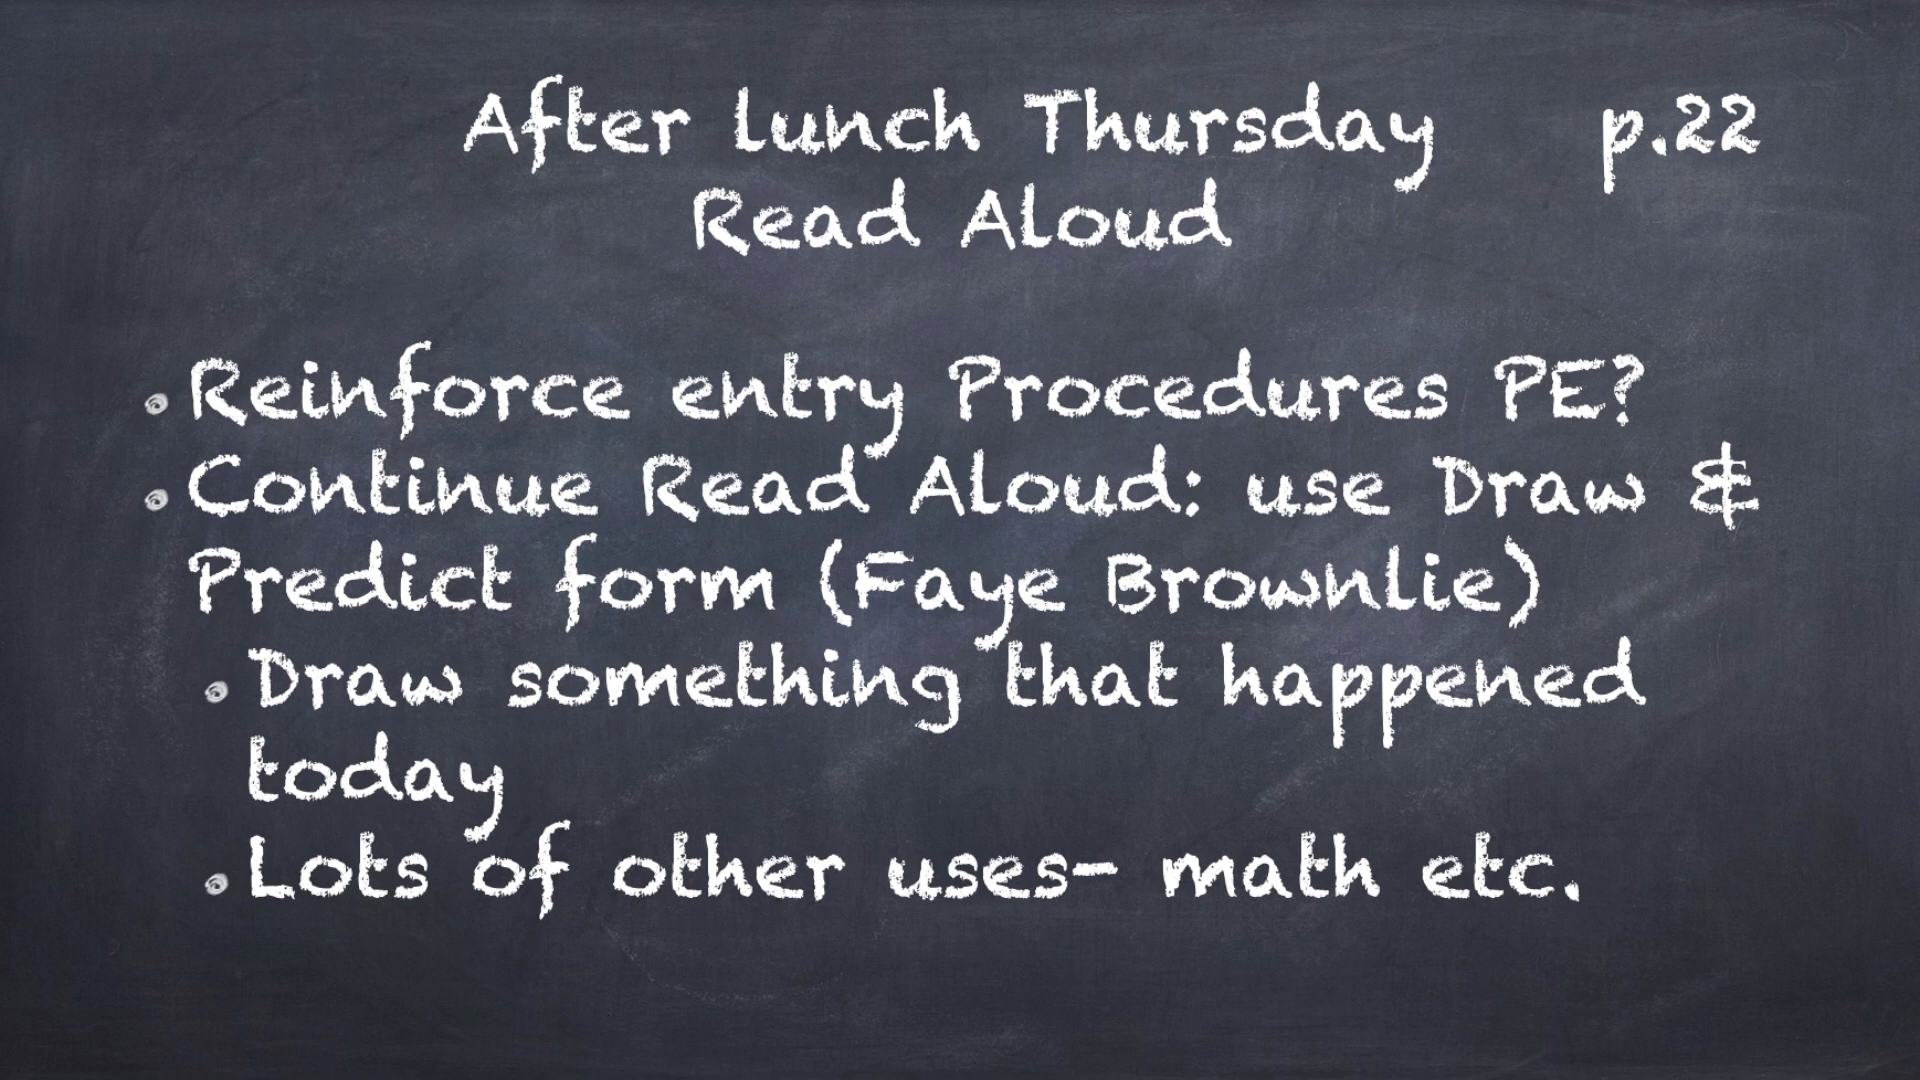 After lunch Thursday p.22
Read Aloud
Reinforce entry Procedures PE?
Continue Read Aloud: use Draw &
Predict form (Faye Brownlie)
Draw something that happened
today
Lots of other uses- math etc.